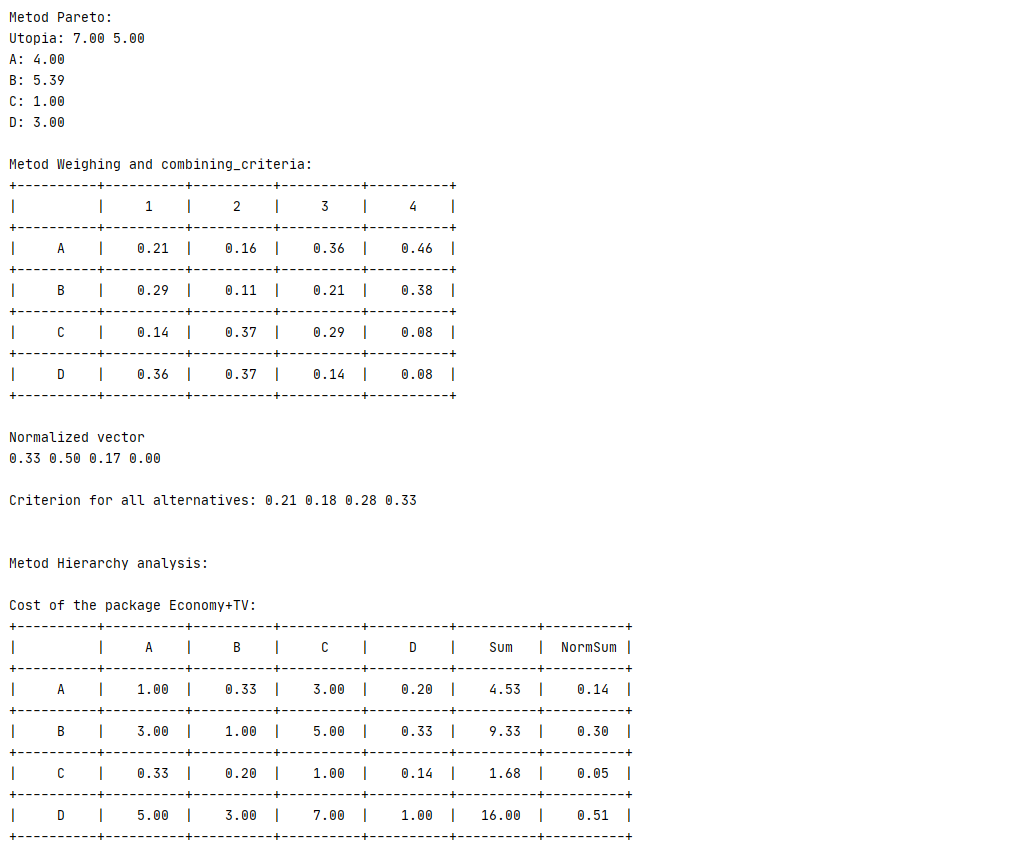 Metod Pareto:
Utopia: 7.00 5.00
A: 4.00
B: 5.39
C: 1.00
D: 3.00

Metod Weighing and combining_criteria:
+----------+----------+----------+----------+----------+
|          |     1    |     2    |     3    |     4    |
+----------+----------+----------+----------+----------+
|     A    |    0.21  |    0.16  |    0.36  |    0.46  |
+----------+----------+----------+----------+----------+
|     B    |    0.29  |    0.11  |    0.21  |    0.38  |
+----------+----------+----------+----------+----------+
|     C    |    0.14  |    0.37  |    0.29  |    0.08  |
+----------+----------+----------+----------+----------+
|     D    |    0.36  |    0.37  |    0.14  |    0.08  |
+----------+----------+----------+----------+----------+

Normalized vector
0.33 0.50 0.17 0.00

Criterion for all alternatives: 0.21 0.18 0.28 0.33


Metod Hierarchy analysis:

Cost of the package Economy+TV:
+----------+----------+----------+----------+----------+----------+----------+
|          |     A    |     B    |     C    |     D    |    Sum   |  NormSum |
+----------+----------+----------+----------+----------+----------+----------+
|     A    |    1.00  |    0.33  |    3.00  |    0.20  |    4.53  |    0.14  |
+----------+----------+----------+----------+----------+----------+----------+
|     B    |    3.00  |    1.00  |    5.00  |    0.33  |    9.33  |    0.30  |
+----------+----------+----------+----------+----------+----------+----------+
|     C    |    0.33  |    0.20  |    1.00  |    0.14  |    1.68  |    0.05  |
+----------+----------+----------+----------+----------+----------+----------+
|     D    |    5.00  |    3.00  |    7.00  |    1.00  |   16.00  |    0.51  |
+----------+----------+----------+----------+----------+----------+----------+